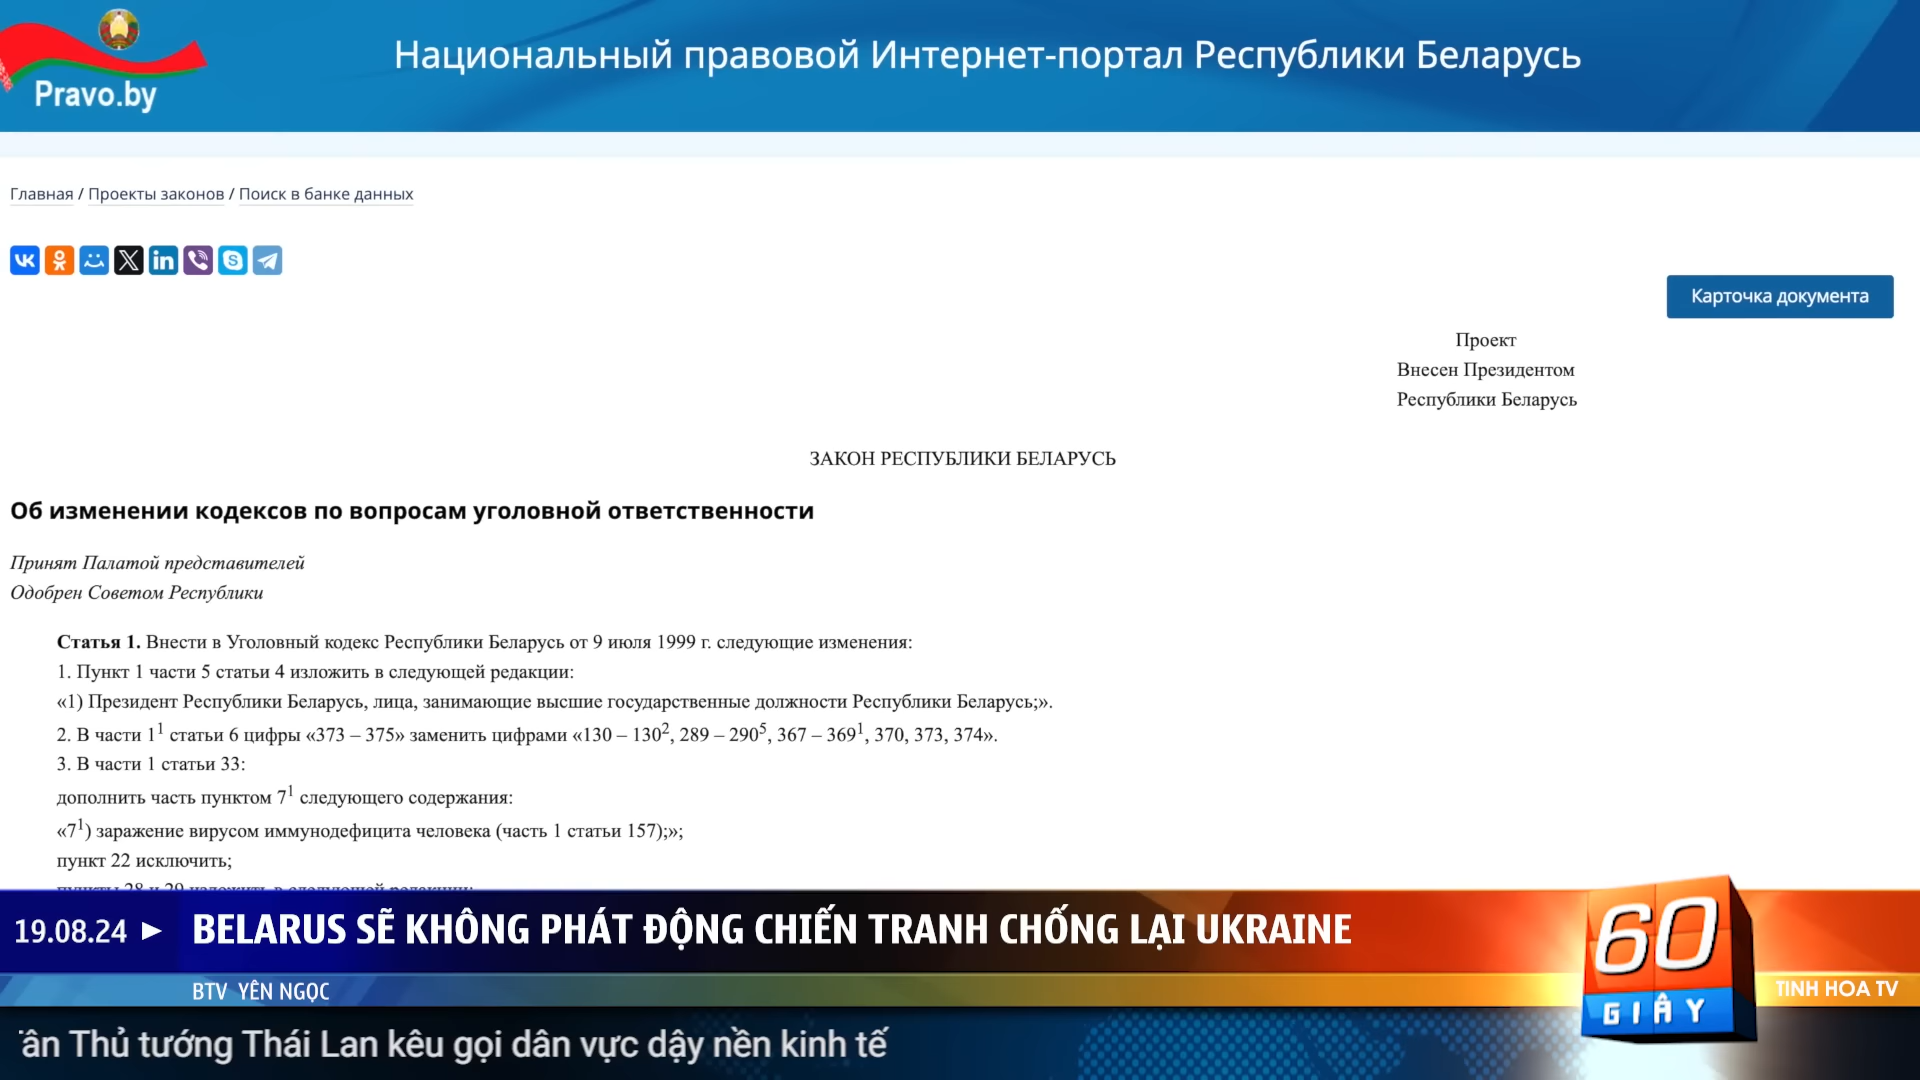 Pravo.by
Национальный правовой Интернет-портал Республики Беларусь
Главная / Проекты законов / Поиск в банке данных
Карточка документа
Проект
Внесен Президентом
Республики Беларусь
ЗАКОН РЕСПУБЛИКИ БЕЛАРУСЬ
Об изменении кодексов по вопросам уголовной ответственности
Принят Палатой представителей
Одобрен Советом Республики
Статья 1. Внести в Уголовный кодекс Республики Беларусь от 9 июля 1999 г. следующие изменения:
1. Пункт 1 части 5 статьи 4 изложить в следующей редакции:
«1) Президент Республики Беларусь, лица, занимающие высшие государственные должности Республики Беларусь;».
2. В части 1¹ статьи 6 цифры «373 – 375» заменить цифрами «130 – 130², 289 – 290⁵, 367 – 369¹, 370, 373, 374».
3. В части 1 статьи 33:
дополнить часть пунктом 7¹ следующего содержания:
«7¹) заражение вирусом иммунодефицита человека (часть 1 статьи 157);»;
пункт 22 исключить;
пункты 28 и 29 изложить в следующей редакции:
19.08.24 ► BELARUS SẼ KHÔNG PHÁT ĐỘNG CHIẾN TRANH CHỐNG LẠI UKRAINE
BTV YÊN NGỌC
60
GIÂY
TINH HOA TV
ân Thủ tướng Thái Lan kêu gọi dân vực dậy nền kinh tế